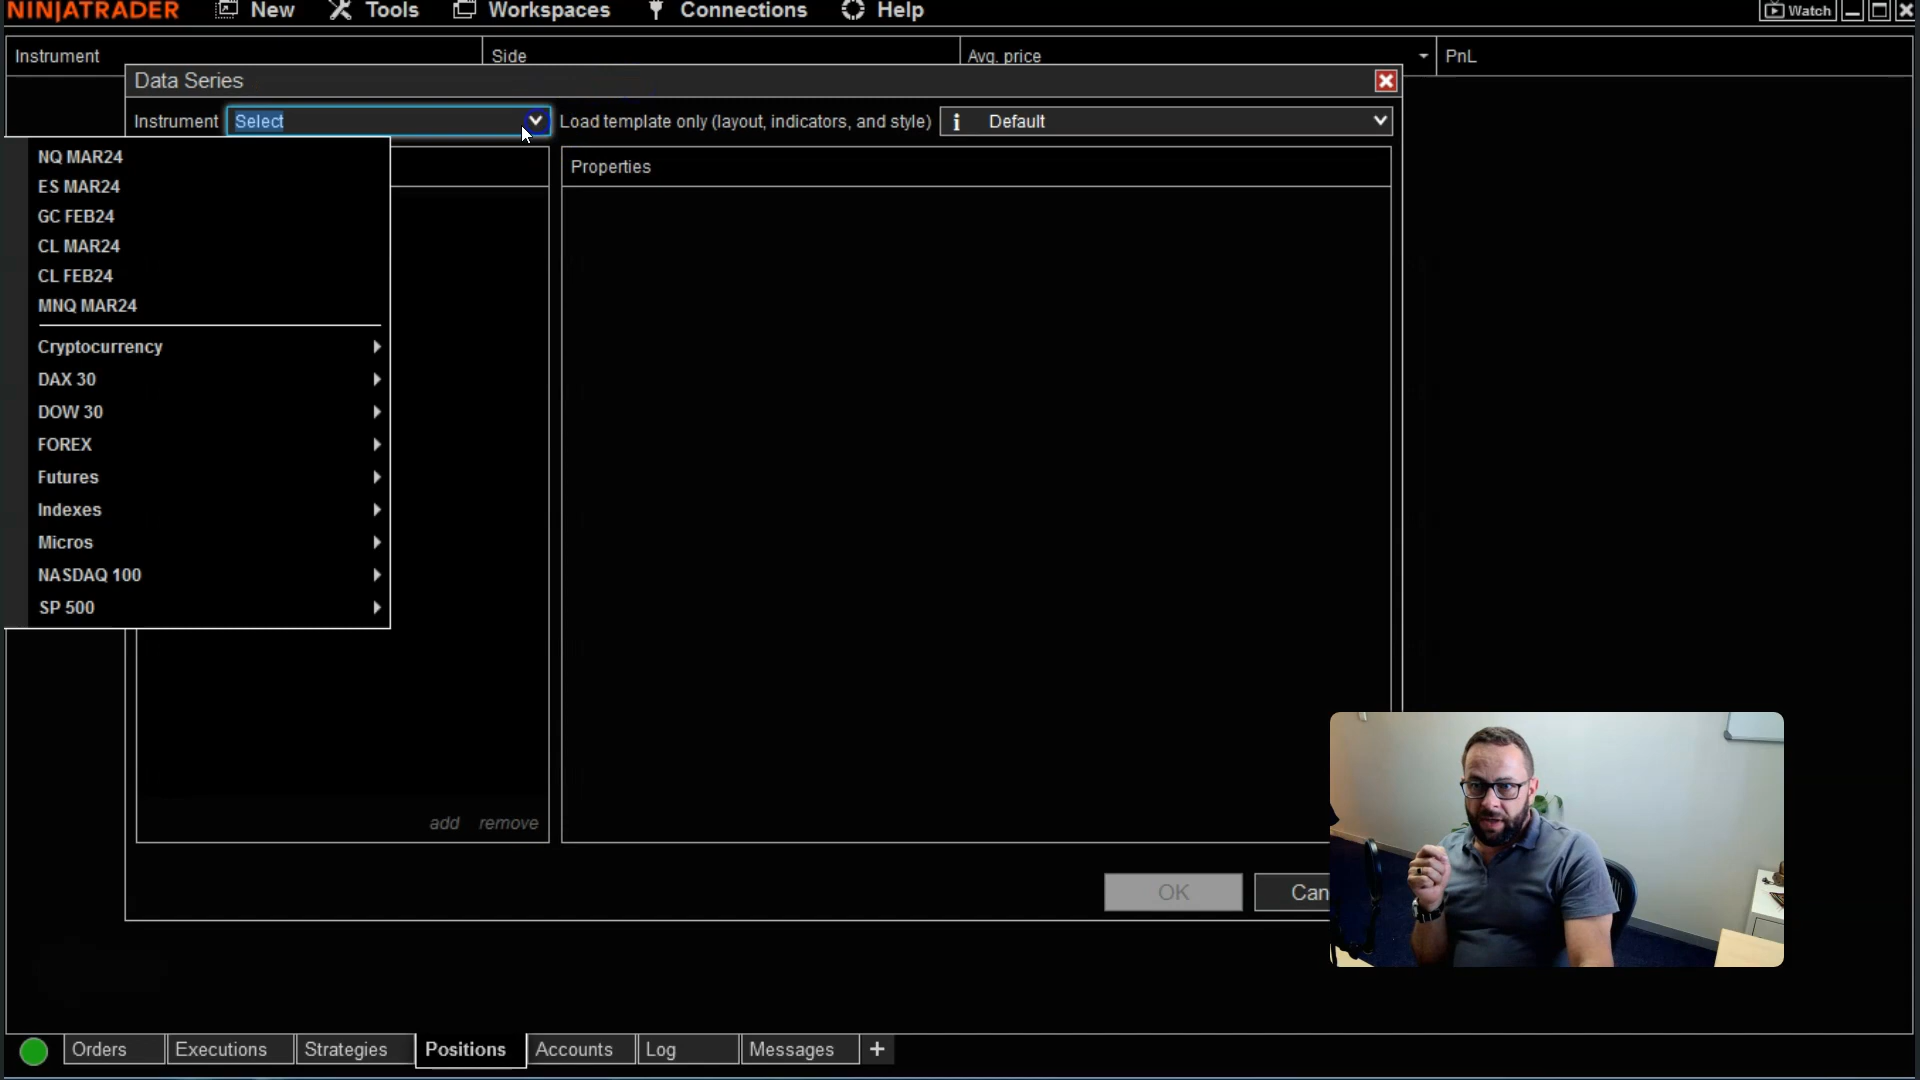 NINJATRADER New Tools Workspaces Connections Help Watch
Instrument Side Avg. price PnL
Data Series
Instrument Select Load template only (layout, indicators, and style) i Default
Properties
NQ MAR24
ES MAR24
GC FEB24
CL MAR24
CL FEB24
MNQ MAR24
Cryptocurrency
DAX 30
DOW 30
FOREX
Futures
Indexes
Micros
NASDAQ 100
SP 500
add remove
OK Can
Orders Executions Strategies Positions Accounts Log Messages +